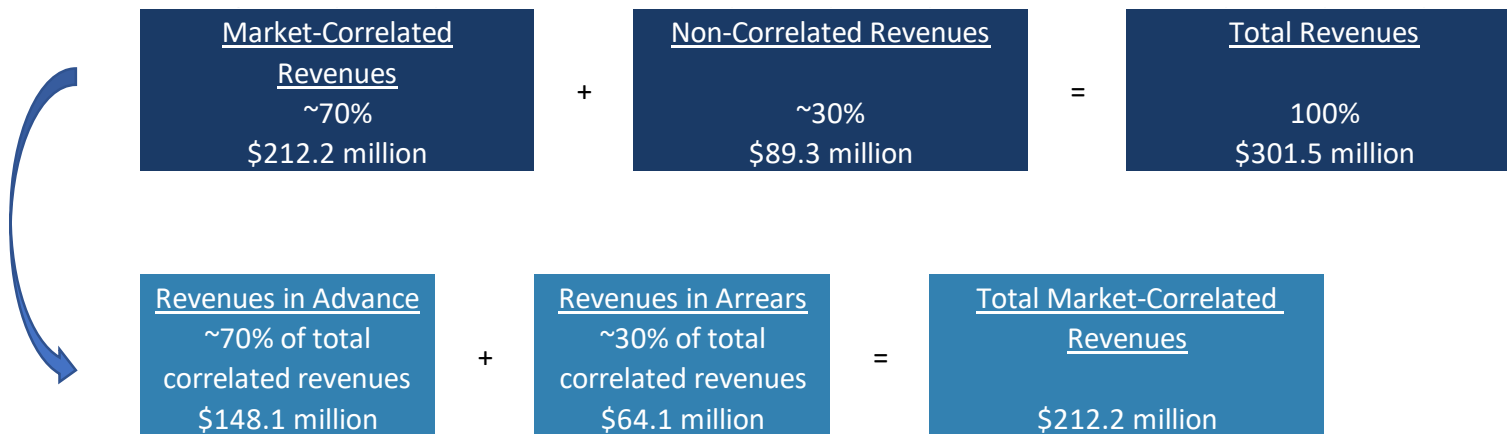 Market-Correlated
Revenues
~70%
$212.2 million
+
Non-Correlated Revenues
~30%
$89.3 million
=
Total Revenues
100%
$301.5 million
Revenues in Advance
~70% of total
correlated revenues
$148.1 million
+
Revenues in Arrears
~30% of total
correlated revenues
$64.1 million
=
Total Market-Correlated
Revenues
$212.2 million